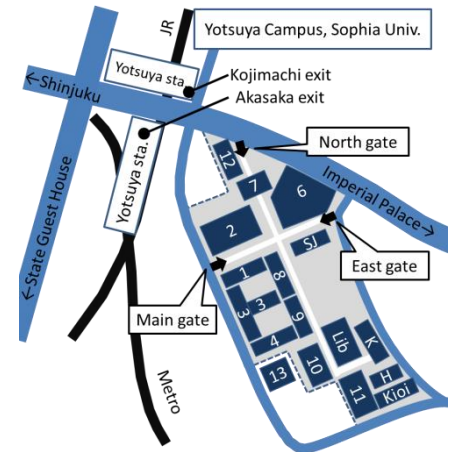 JR
Yotsuya Campus, Sophia Univ.
Yotsuya sta.
Kojimachi exit
←Shinjuku
Akasaka exit
Yotsuya sta.
North gate
12
7
6
Imperial Palace→
2
SJ
←State Guest House
East gate
1
8
Main gate
3
3
9
4
Lib
K
13
10
H
11
Kioi
Metro